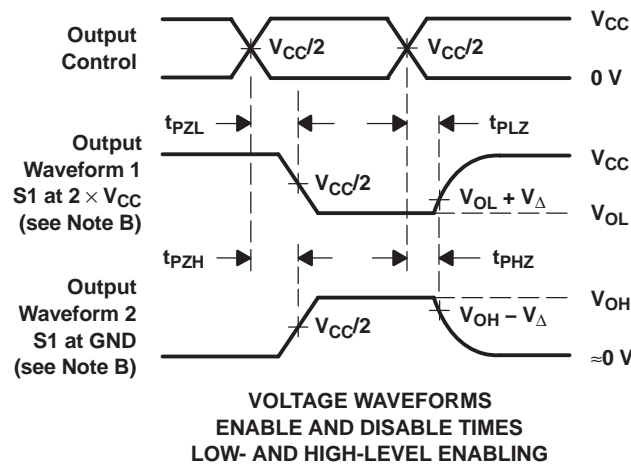 Output
Control
V_CC/2
V_CC/2
V_CC
0 V
t_PZL
t_PLZ
Output
Waveform 1
S1 at 2 × V_CC
(see Note B)
V_CC/2
V_OL + V_Δ
V_CC
V_OL
t_PZH
t_PHZ
Output
Waveform 2
S1 at GND
(see Note B)
V_CC/2
V_OH − V_Δ
V_OH
≈0 V
VOLTAGE WAVEFORMS
ENABLE AND DISABLE TIMES
LOW- AND HIGH-LEVEL ENABLING